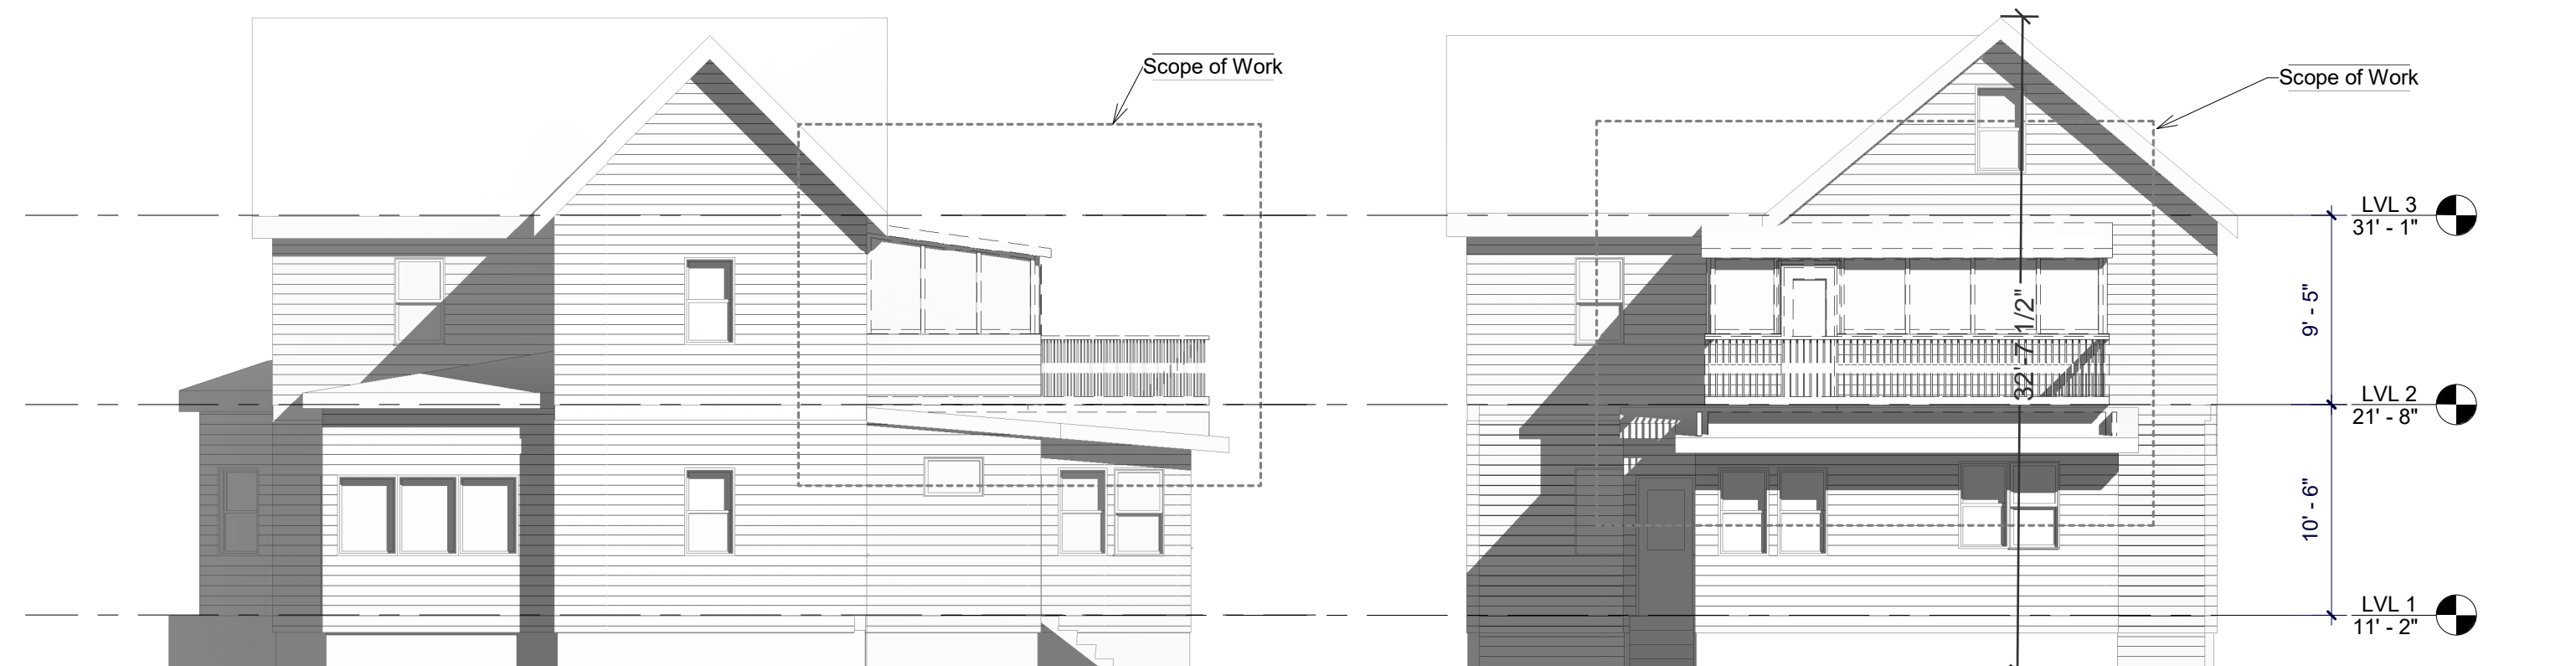 Scope of Work
Scope of Work
LVL 3
31' - 1"
9' - 5"
32'-7 1/2"
LVL 2
21' - 8"
10' - 6"
LVL 1
11' - 2"